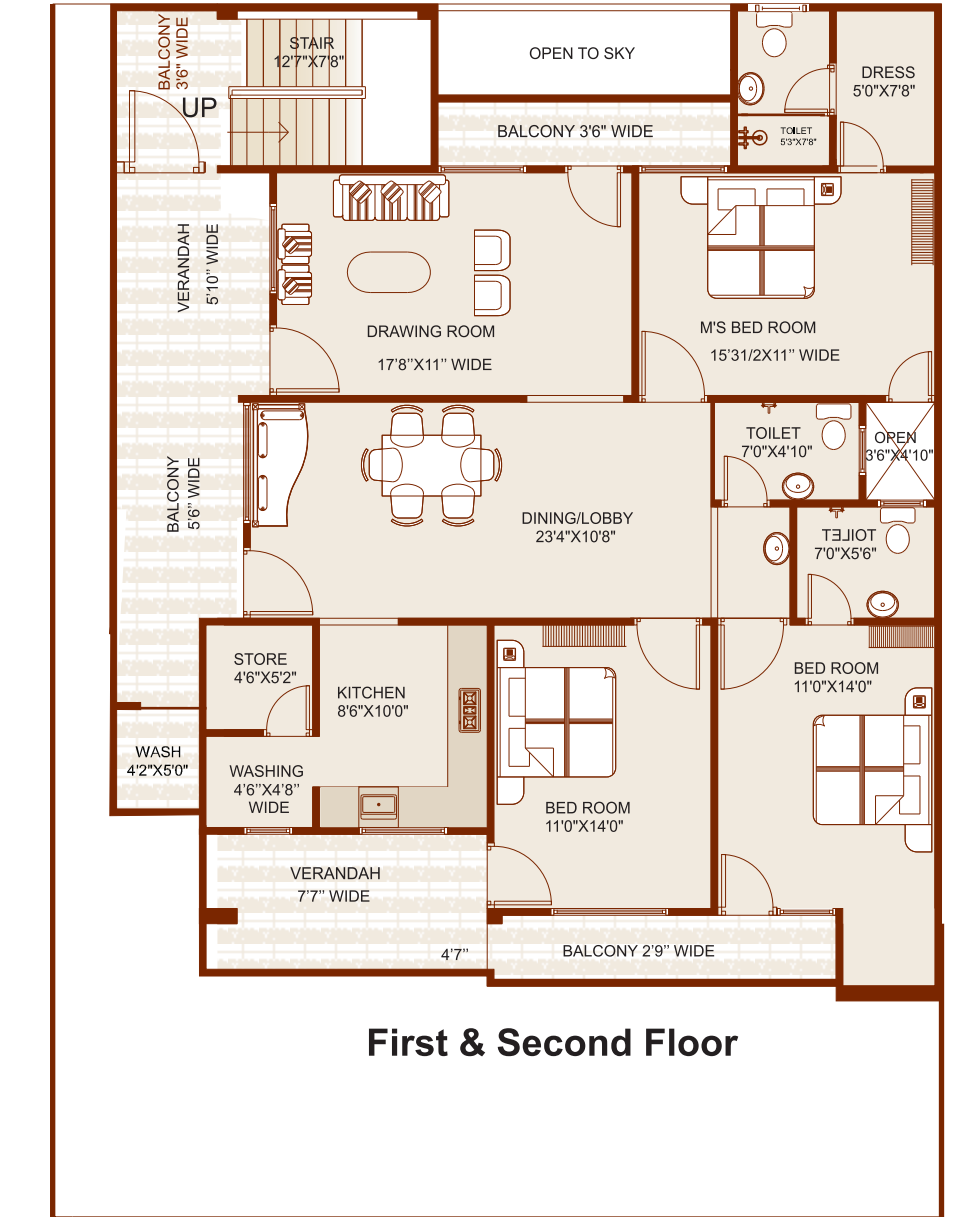 BALCONY
3'6" WIDE
STAIR
12'7"X7'8"
UP
OPEN TO SKY
BALCONY 3'6" WIDE
DRESS
5'0"X7'8"
TOILET
5'3"X7'8"
VERANDAH
5'10'' WIDE
DRAWING ROOM
17'8''X11'' WIDE
M'S BED ROOM
15'31/2X11'' WIDE
BALCONY
5'6'' WIDE
TOILET
7'0"X4'10"
OPEN
3'6"X4'10"
DINING/LOBBY
23'4"X10'8"
TOILET
7'0"X5'6"
STORE
4'6"X5'2"
KITCHEN
8'6"X10'0"
BED ROOM
11'0"X14'0"
WASH
4'2"X5'0"
WASHING
4'6''X4'8''
WIDE
BED ROOM
11'0"X14'0"
VERANDAH
7'7'' WIDE
4'7''
BALCONY 2'9'' WIDE
First & Second Floor